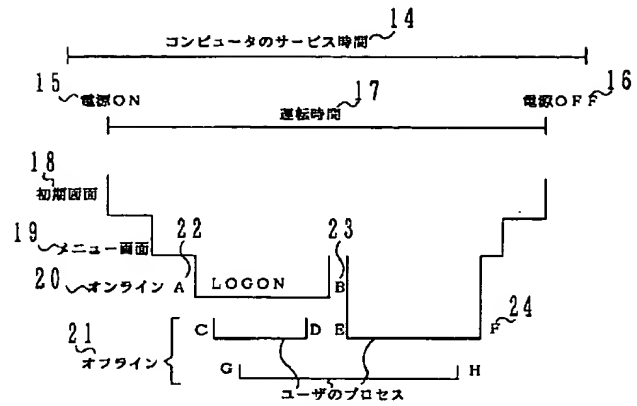 14
コンピュータのサービス時間
15
電源ON
16
電源OFF
17
運転時間
18
初期画面
19
メニュー画面
22
23
20
オンライン A LOGON B
21
オフライン
C D E F 24
G H
ユーザのプロセス